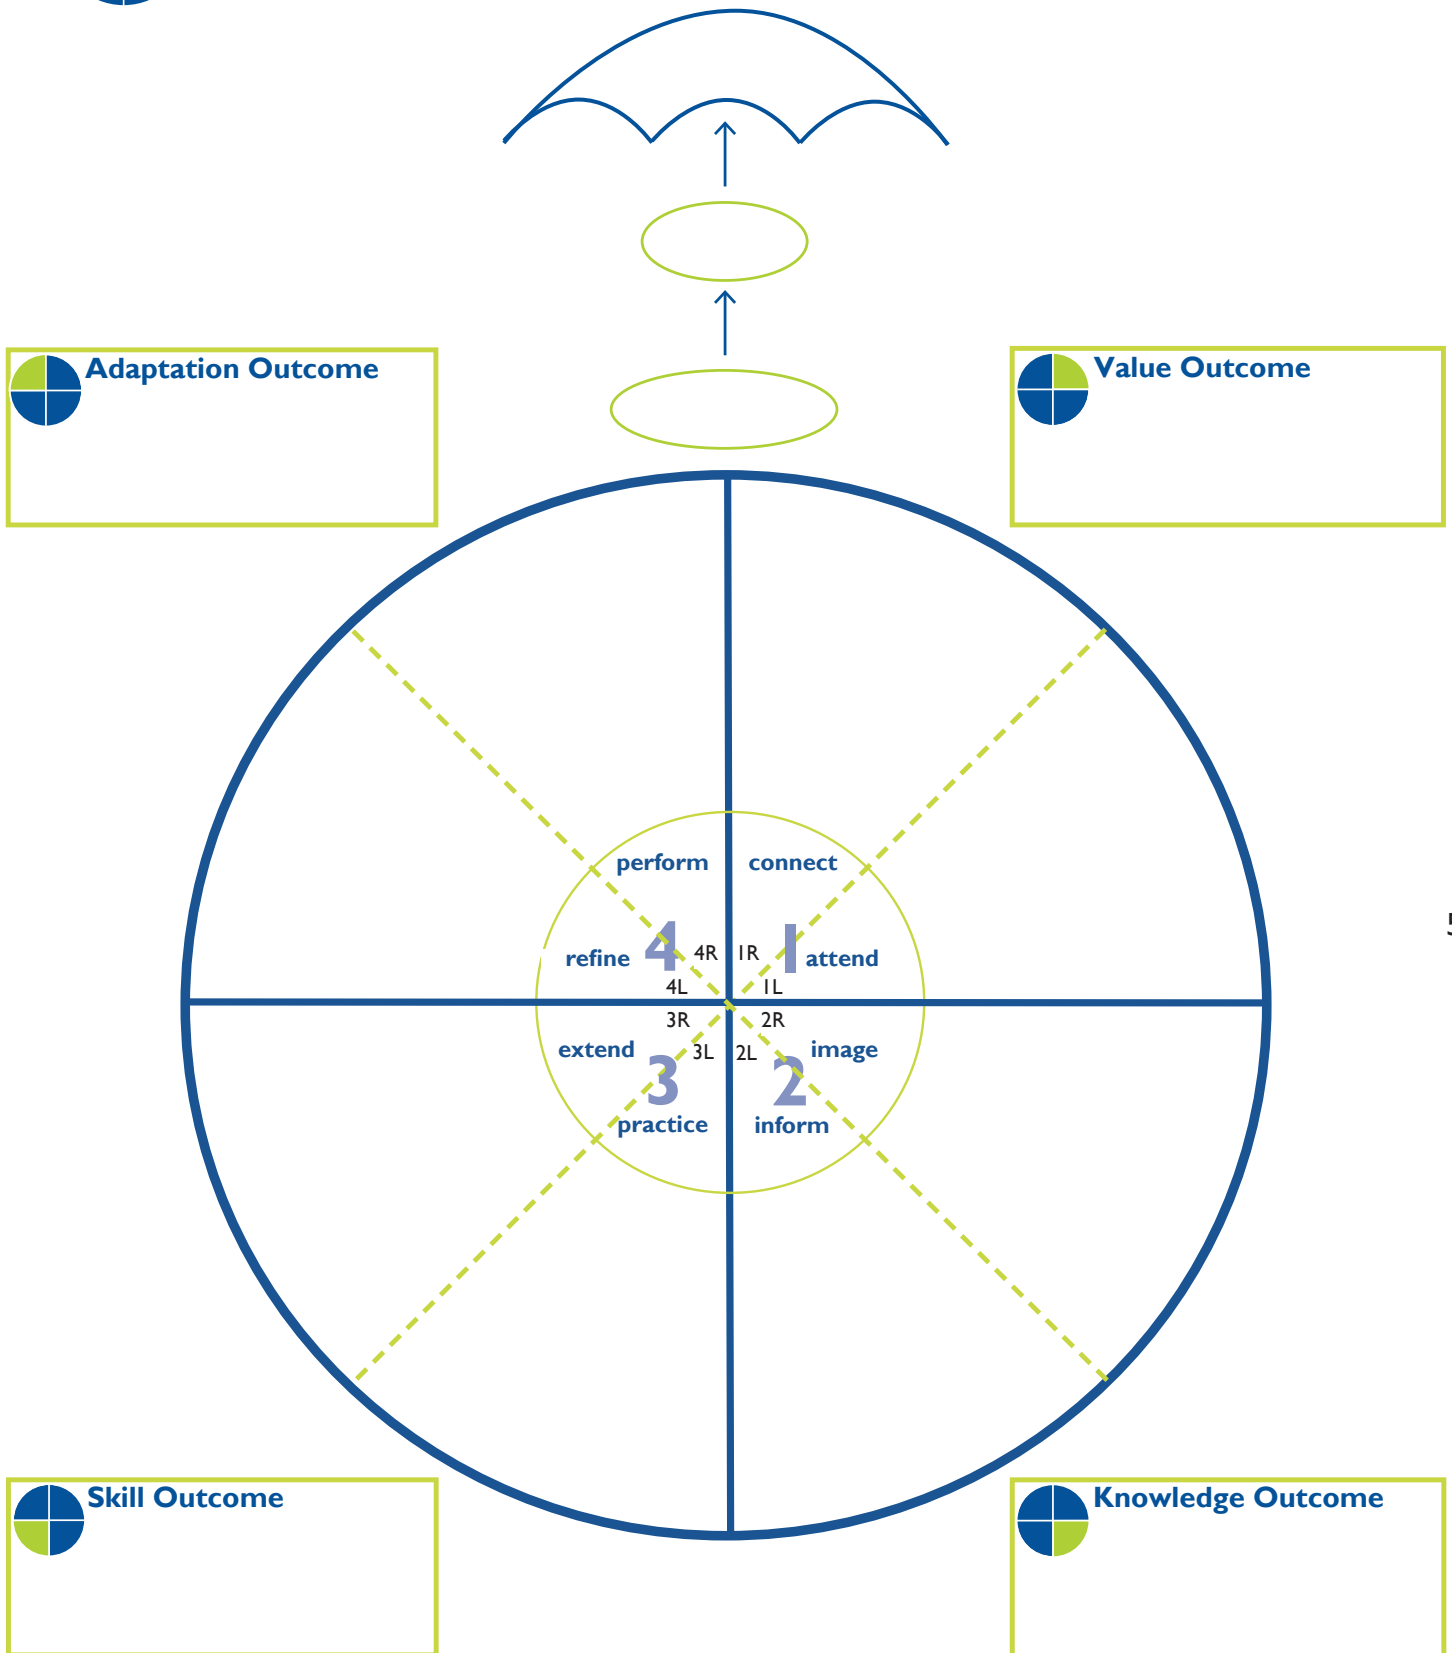 Adaptation Outcome
Value Outcome
perform connect
refine 4 4R 1R 1 attend
4L 1L
3R 2R
extend 3 3L 2L 2 image
practice inform
5
Skill Outcome
Knowledge Outcome